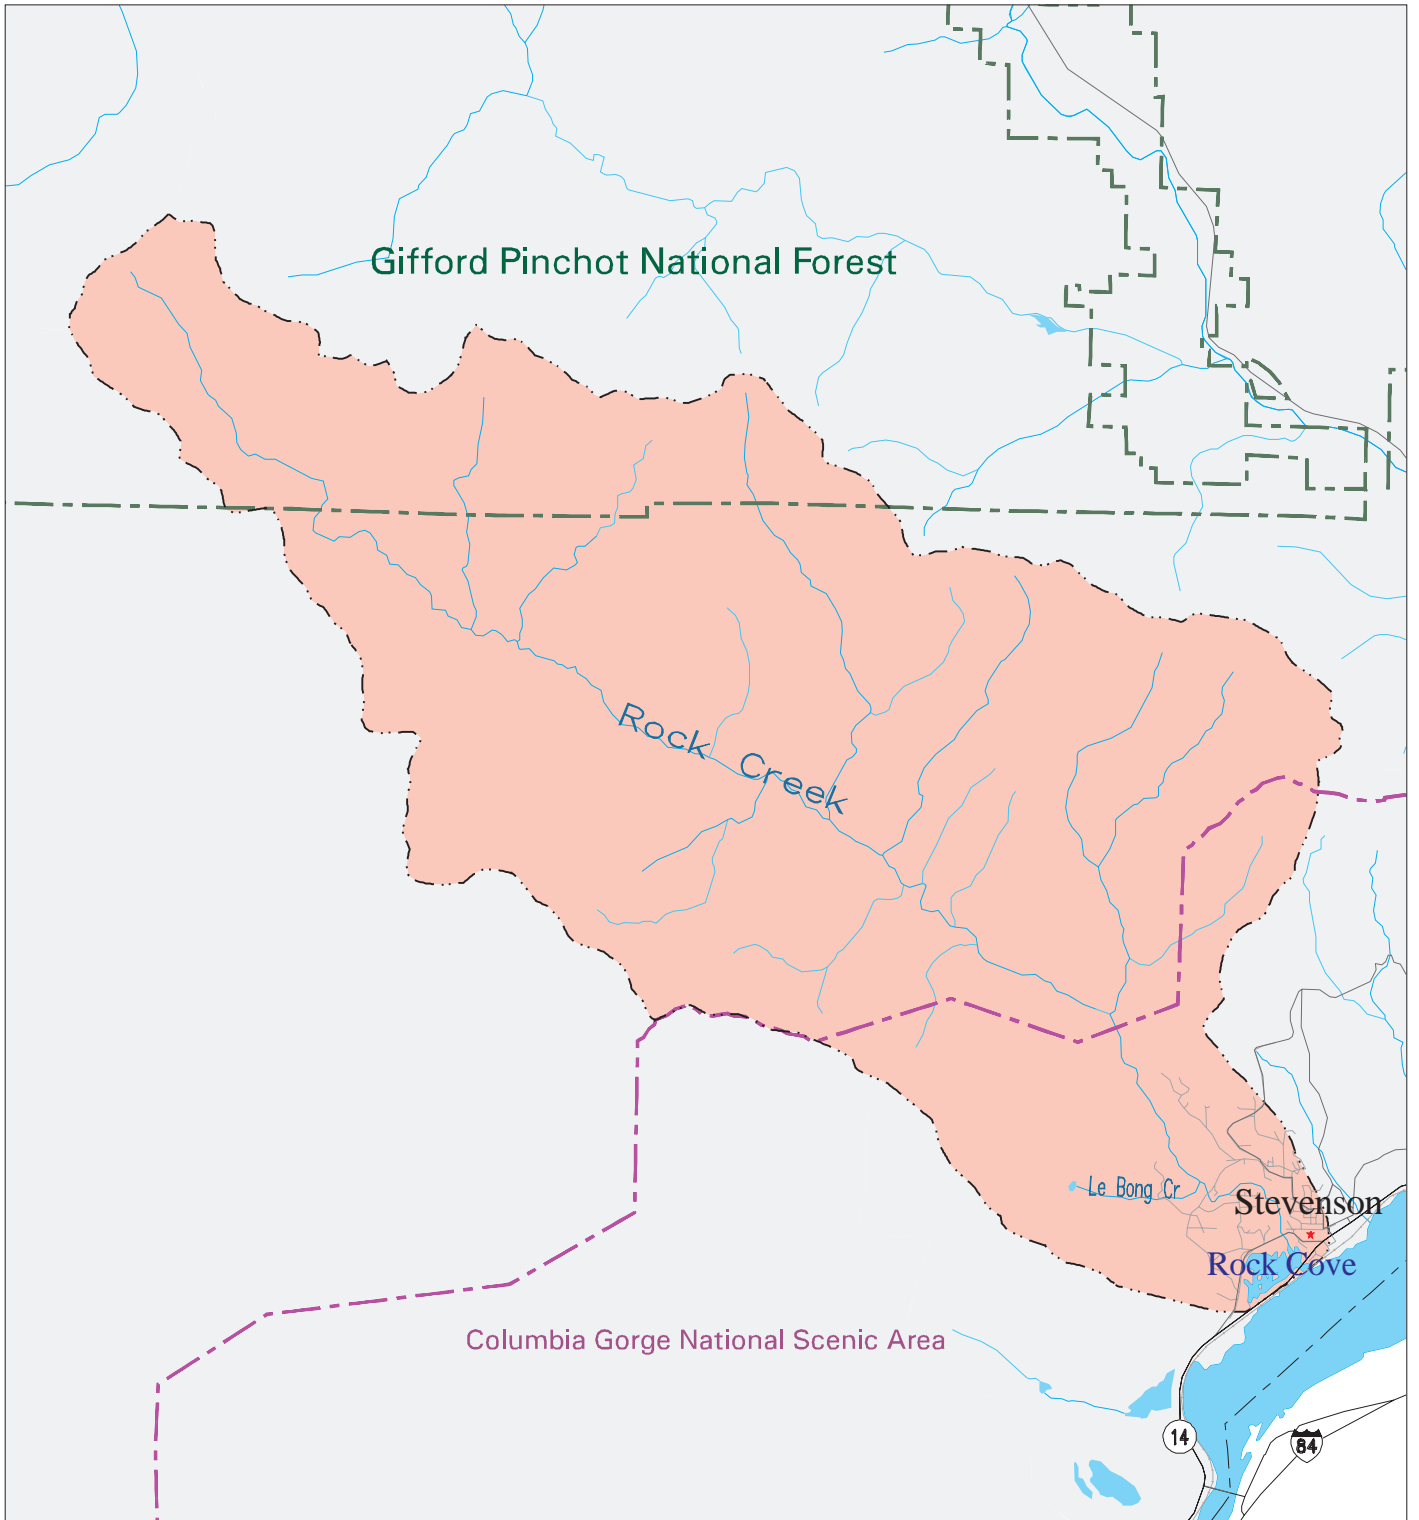 Gifford Pinchot National Forest
Rock Creek
Le Bong Cr
Stevenson
Rock Cove
Columbia Gorge National Scenic Area
14
84